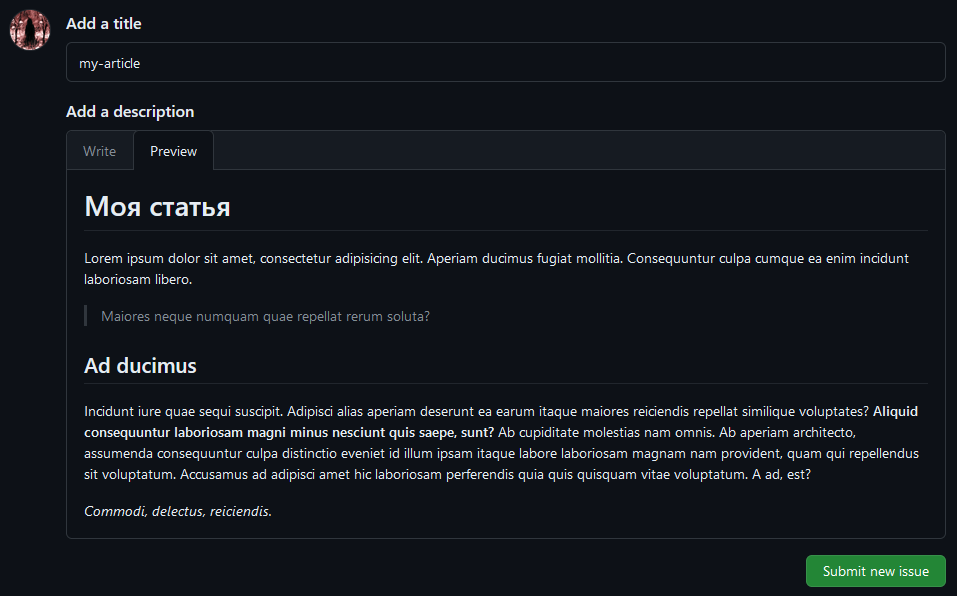 Add a title
my-article
Add a description
Write
Preview
Моя статья
Lorem ipsum dolor sit amet, consectetur adipisicing elit. Aperiam ducimus fugiat mollitia. Consequuntur culpa cumque ea enim incidunt
laboriosam libero.
Maiores neque numquam quae repellat rerum soluta?
Ad ducimus
Incidunt iure quae sequi suscipit. Adipisci alias aperiam deserunt ea earum itaque maiores reiciendis repellat similique voluptates? Aliquid
consequuntur laboriosam magni minus nesciunt quis saepe, sunt? Ab cupiditate molestias nam omnis. Ab aperiam architecto,
assumenda consequuntur culpa distinctio eveniet id illum ipsam itaque labore laboriosam magnam nam provident, quam qui repellendus
sit voluptatum. Accusamus ad adipisci amet hic laboriosam perferendis quia quis quisquam vitae voluptatum. A ad, est?
Commodi, delectus, reiciendis.
Submit new issue